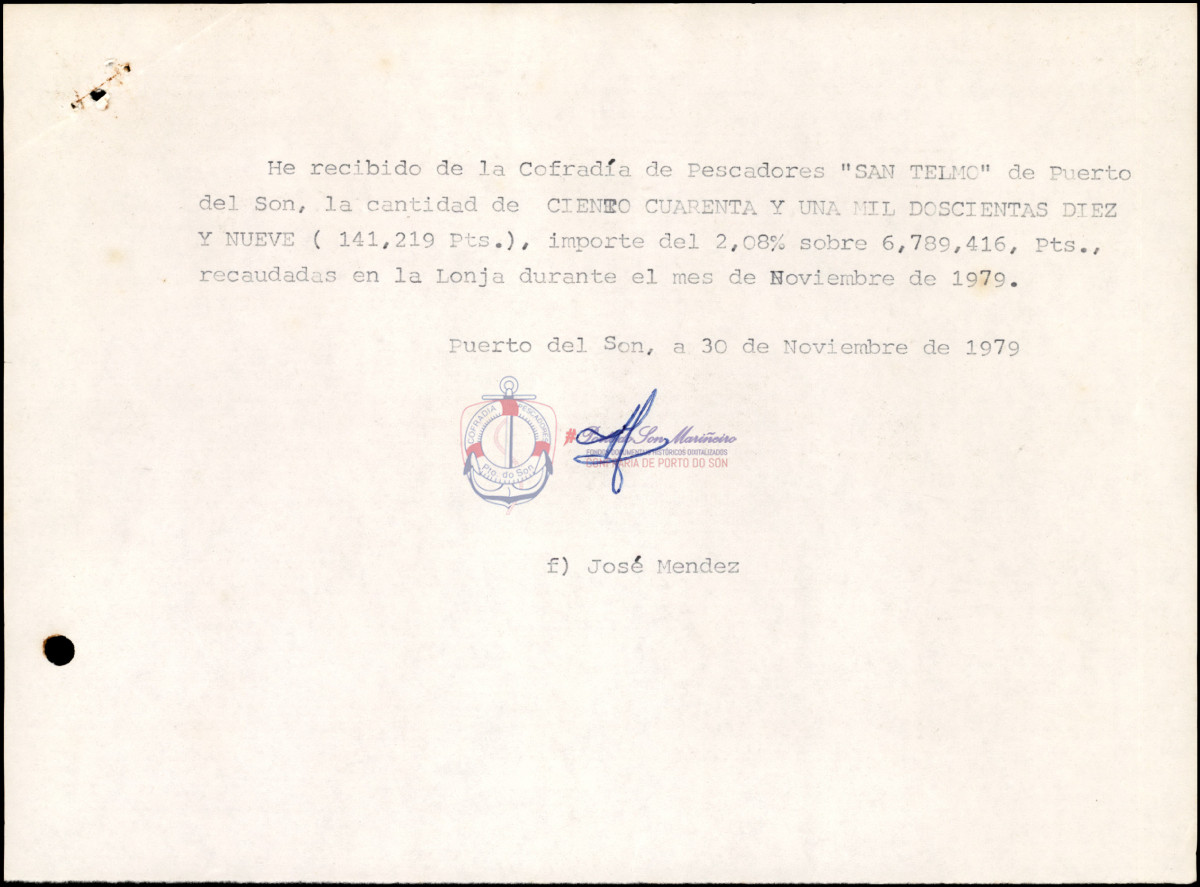 He recibido de la Cofradía de Pescadores "SAN TELMO" de Puerto
del Son, la cantidad de CIENTO CUARENTA Y UNA MIL DOSCIENTAS DIEZ
Y NUEVE ( 141,219 Pts.), importe del 2,08% sobre 6,789,416, Pts.,
recaudadas en la Lonja durante el mes de Noviembre de 1979.
Puerto del Son, a 30 de Noviembre de 1979
COFRADIA PESCADORES
Pto. do Son
#Porto do Son Mariñeiro
FONDOS DOCUMENTAIS HISTÓRICOS DIXITALIZADOS
CONFRARÍA DE PORTO DO SON
f) José Mendez